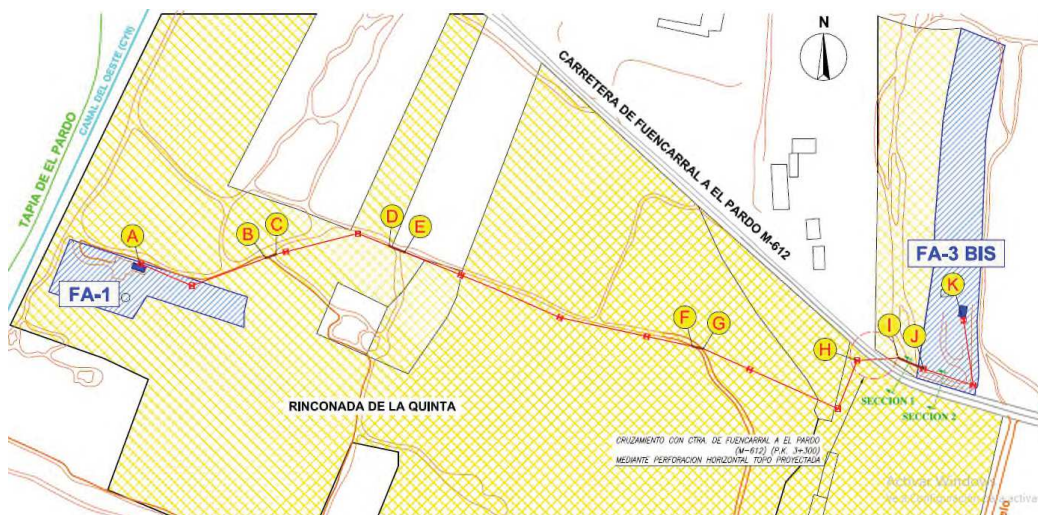 TAPIA DE EL PARDO
CANAL DEL OESTE (CYII)
CARRETERA DE FUENCARRAL A EL PARDO M-612
N
A
B
C
D
E
F
G
H
I
J
K
FA-1
FA-3 BIS
RINCONADA DE LA QUINTA
SECCION 1
SECCION 2
CRUZAMIENTO CON CTRA. DE FUENCARRAL A EL PARDO
(M-612) (P.K. 3+300)
MEDIANTE PERFORACION HORIZONTAL TOPO PROYECTADA
Activar Windows